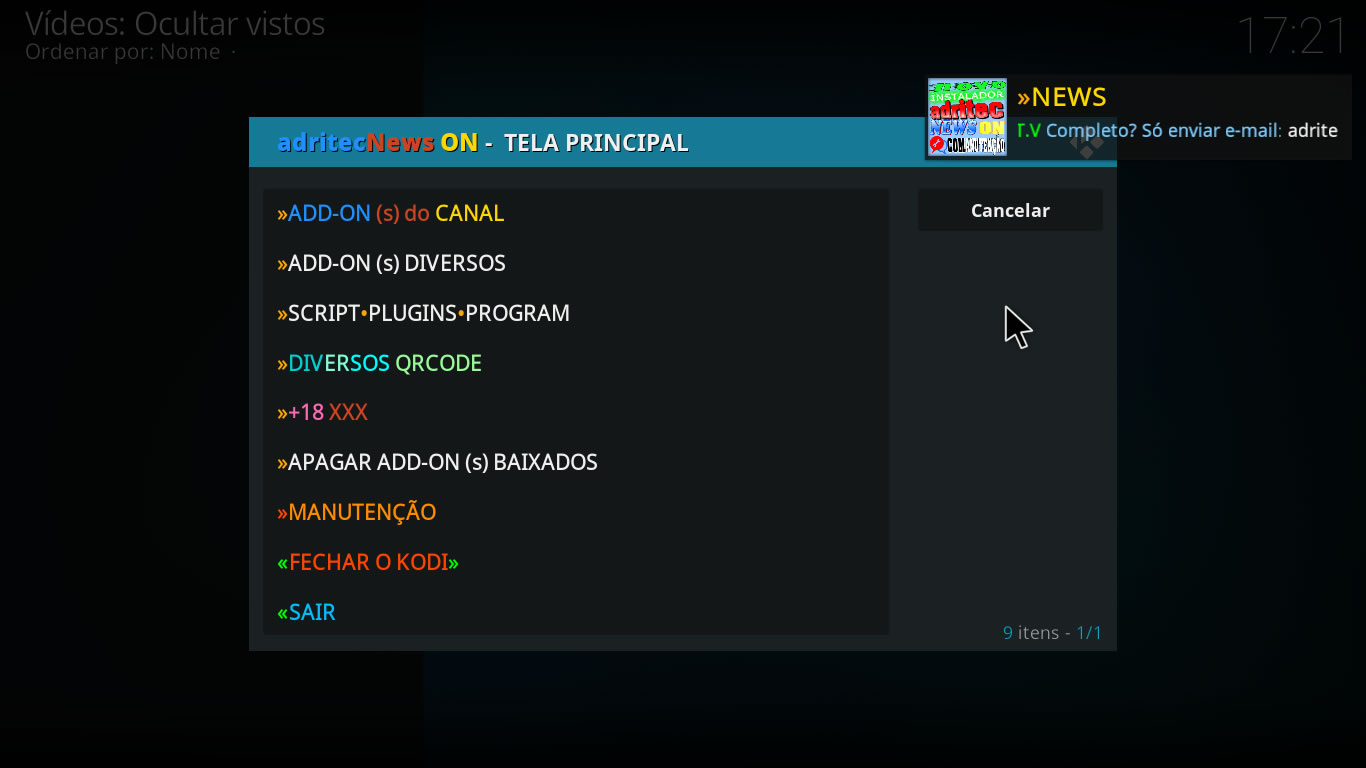 Vídeos: Ocultar vistos
Ordenar por: Nome ·
17:21
NOVO
INSTALADOR
adritec
NEWS ON
COM MANUTENÇÃO
»NEWS
T.V Completo? Só enviar e-mail: adrite
adritecNews ON - TELA PRINCIPAL
»ADD-ON (s) do CANAL
»ADD-ON (s) DIVERSOS
»SCRIPT•PLUGINS•PROGRAM
»DIVERSOS QRCODE
»+18 XXX
»APAGAR ADD-ON (s) BAIXADOS
»MANUTENÇÃO
«FECHAR O KODI»
«SAIR
Cancelar
9 itens - 1/1